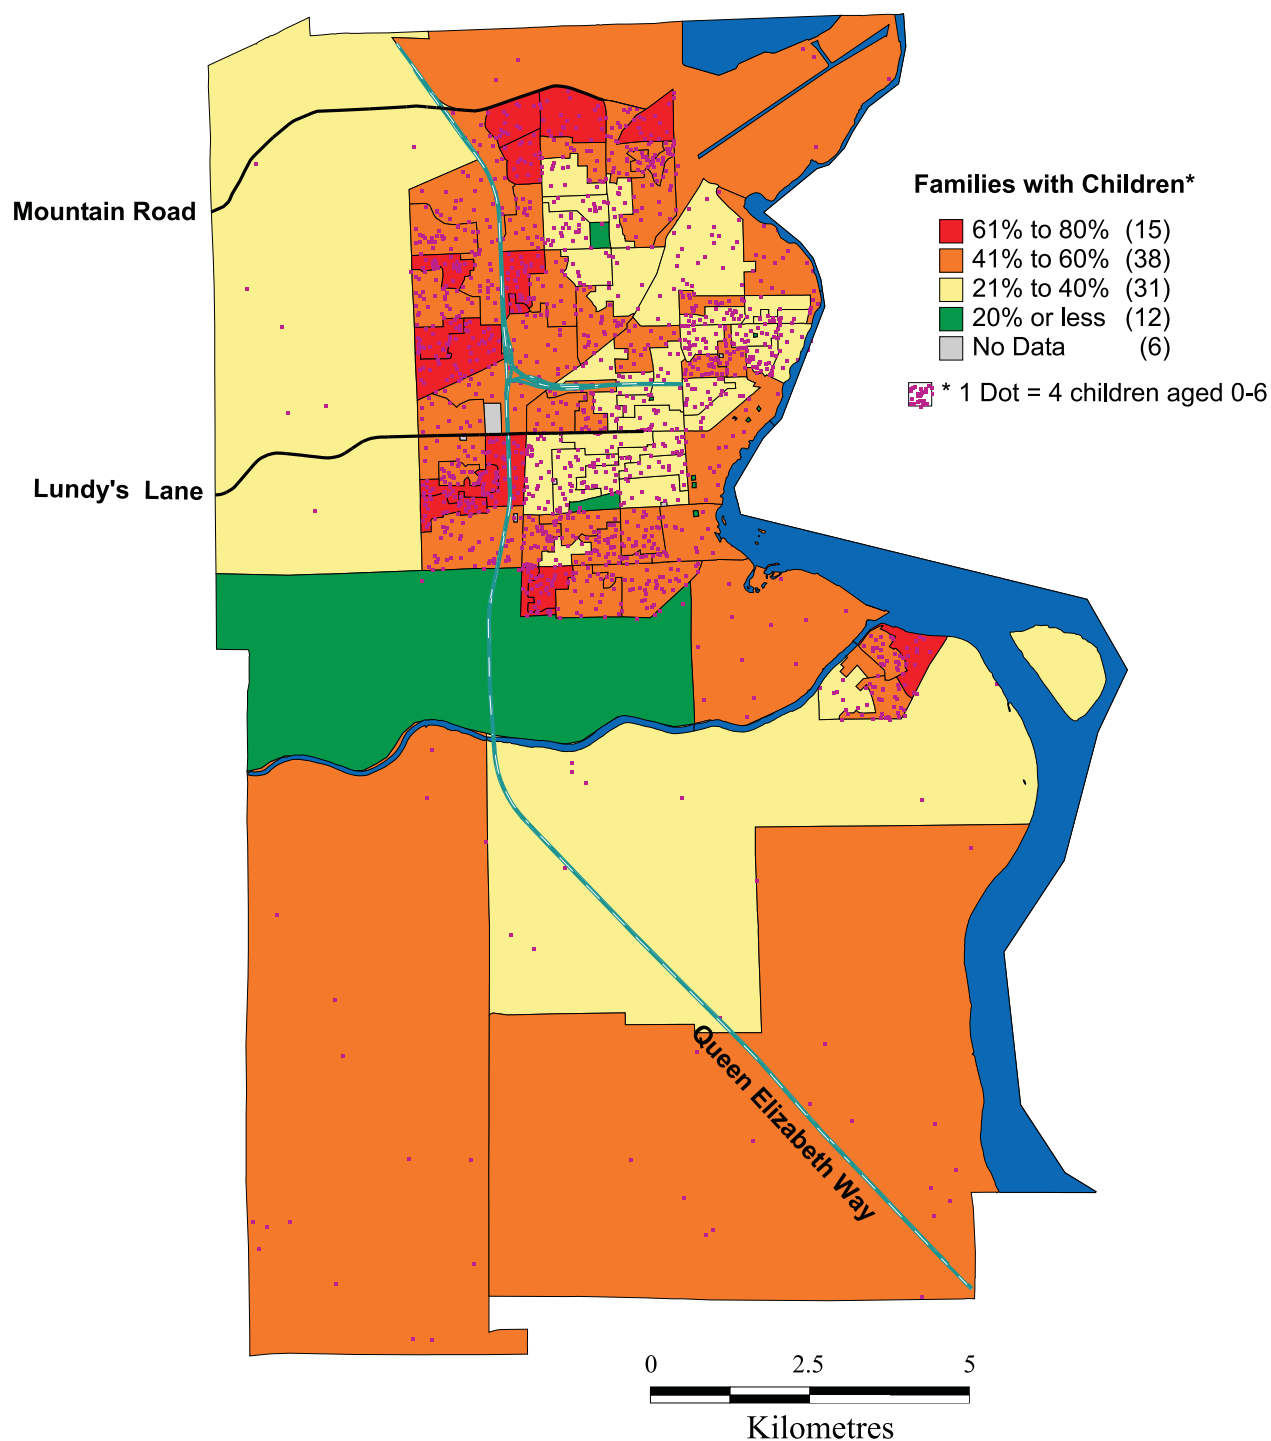 Families with Children*
61% to 80% (15)
41% to 60% (38)
21% to 40% (31)
20% or less (12)
No Data (6)
* 1 Dot = 4 children aged 0-6
Mountain Road
Lundy's Lane
Queen Elizabeth Way
0 2.5 5
Kilometres